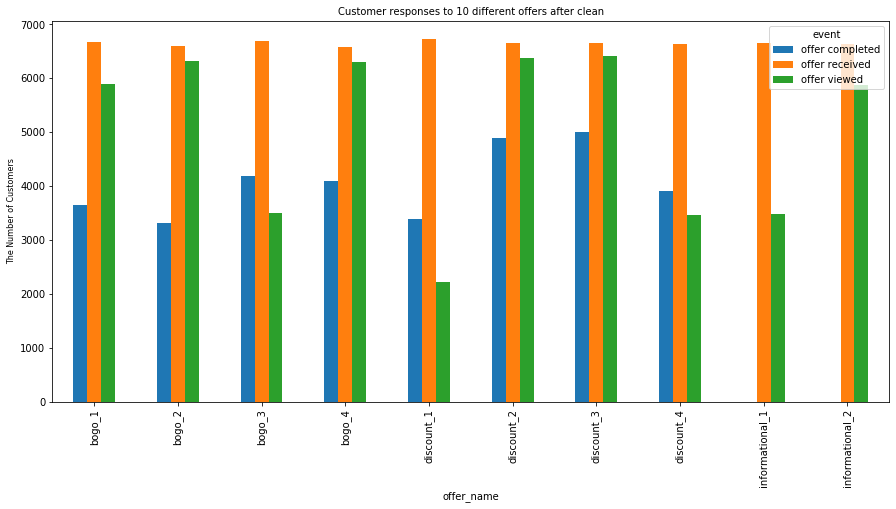 Customer responses to 10 different offers after clean
The Number of Customers
7000
6000
5000
4000
3000
2000
1000
0
event
offer completed
offer received
offer viewed
bogo_1
bogo_2
bogo_3
bogo_4
discount_1
discount_2
discount_3
discount_4
informational_1
informational_2
offer_name